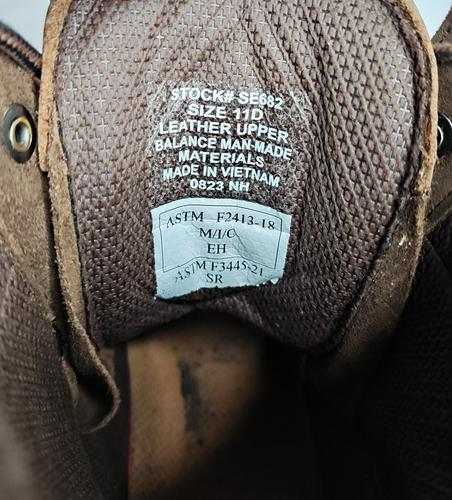 STOCK# SE682
SIZE 11D
LEATHER UPPER
BALANCE MAN-MADE
MATERIALS
MADE IN VIETNAM
0823 NH
ASTM F2413-18
M/I/C
EH
ASTM F3445-21
SR